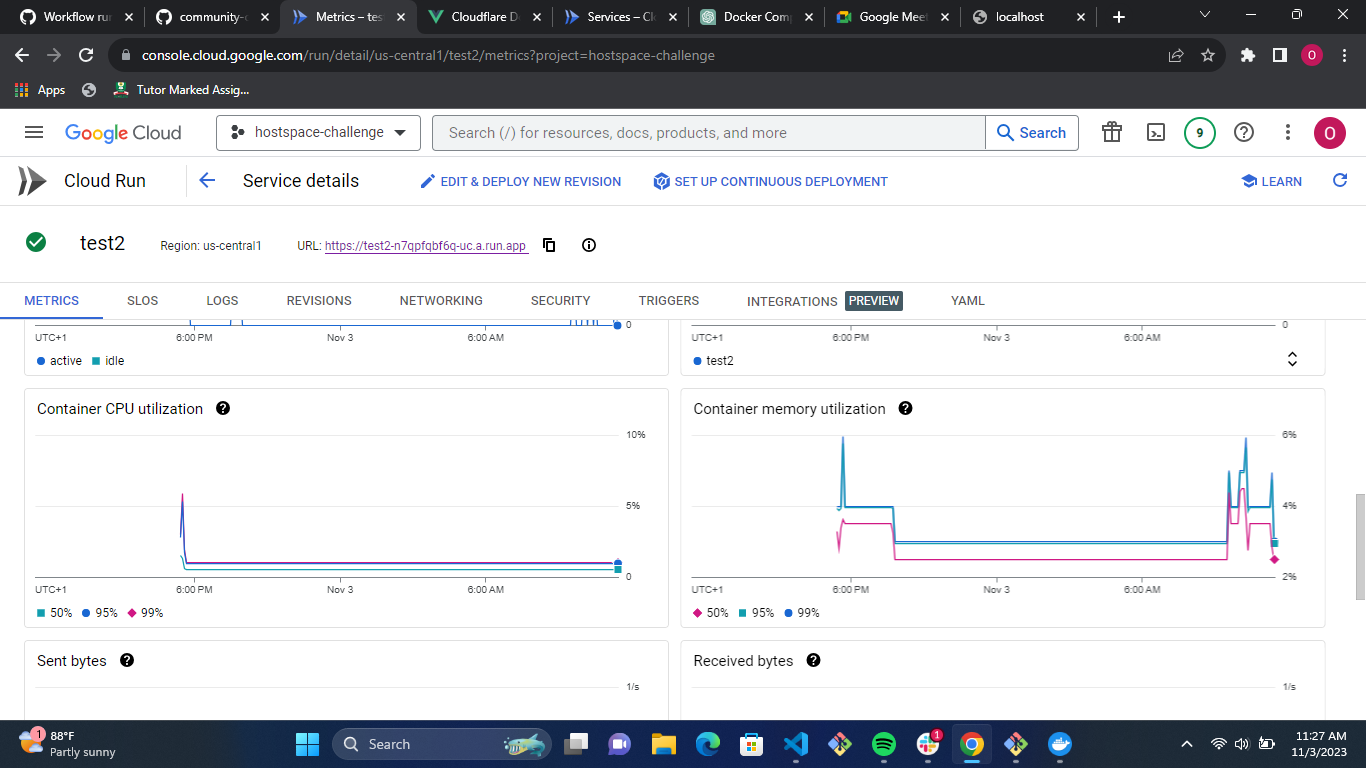 Workflow run
community-c
Metrics – tes
Cloudflare D
Services – Cl
Docker Comp
Google Meet
localhost
console.cloud.google.com/run/detail/us-central1/test2/metrics?project=hostspace-challenge
O
Apps
Tutor Marked Assig...
Google Cloud
hostspace-challenge
Search (/) for resources, docs, products, and more
Search
9
O
Cloud Run
Service details
EDIT & DEPLOY NEW REVISION
SET UP CONTINUOUS DEPLOYMENT
LEARN
test2
Region: us-central1
URL: https://test2-n7qpfqbf6q-uc.a.run.app
METRICS
SLOS
LOGS
REVISIONS
NETWORKING
SECURITY
TRIGGERS
INTEGRATIONS PREVIEW
YAML
0
UTC+1 6:00 PM Nov 3 6:00 AM
active idle
0
UTC+1 6:00 PM Nov 3 6:00 AM
test2
Container CPU utilization
10%
5%
0
UTC+1 6:00 PM Nov 3 6:00 AM
50% 95% 99%
Container memory utilization
6%
4%
2%
UTC+1 6:00 PM Nov 3 6:00 AM
50% 95% 99%
Sent bytes
1/s
Received bytes
1/s
1
88°F
Partly sunny
Search
1
11:27 AM
11/3/2023